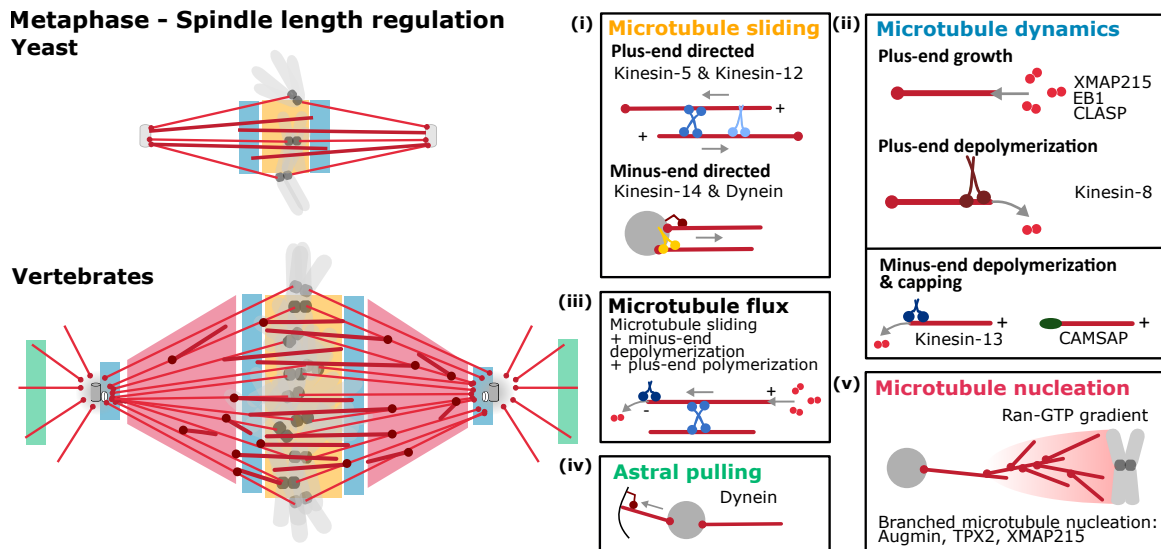 Metaphase - Spindle length regulation
Yeast
Vertebrates
(i)
Microtubule sliding
Plus-end directed
Kinesin-5 & Kinesin-12
+
+
Minus-end directed
Kinesin-14 & Dynein
(ii)
Microtubule dynamics
Plus-end growth
XMAP215
EB1
CLASP
Plus-end depolymerization
Kinesin-8
Minus-end depolymerization
& capping
+
+
Kinesin-13
CAMSAP
(iii)
Microtubule flux
Microtubule sliding
+ minus-end
depolymerization
+ plus-end polymerization
+
-
(iv)
Astral pulling
Dynein
(v)
Microtubule nucleation
Ran-GTP gradient
Branched microtubule nucleation:
Augmin, TPX2, XMAP215